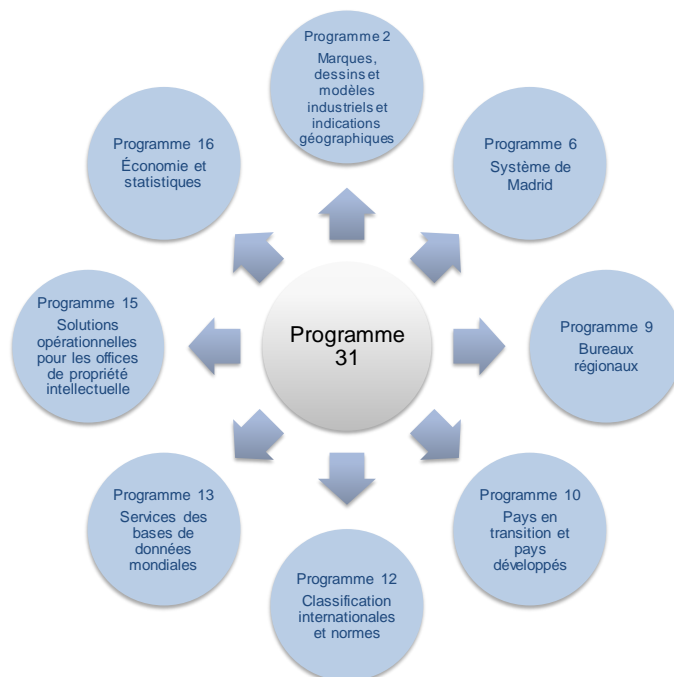 Programme 2
Marques,
dessins et
modèles
industriels et
indications
géographiques
Programme 6
Système de
Madrid
Programme 9
Bureaux
régionaux
Programme 10
Pays en
transition et
pays
développés
Programme 12
Classification
internationales
et normes
Programme 13
Services des
bases de
données
mondiales
Programme 15
Solutions
opérationnelles
pour les offices
de propriété
intellectuelle
Programme 16
Économie et
statistiques
Programme
31